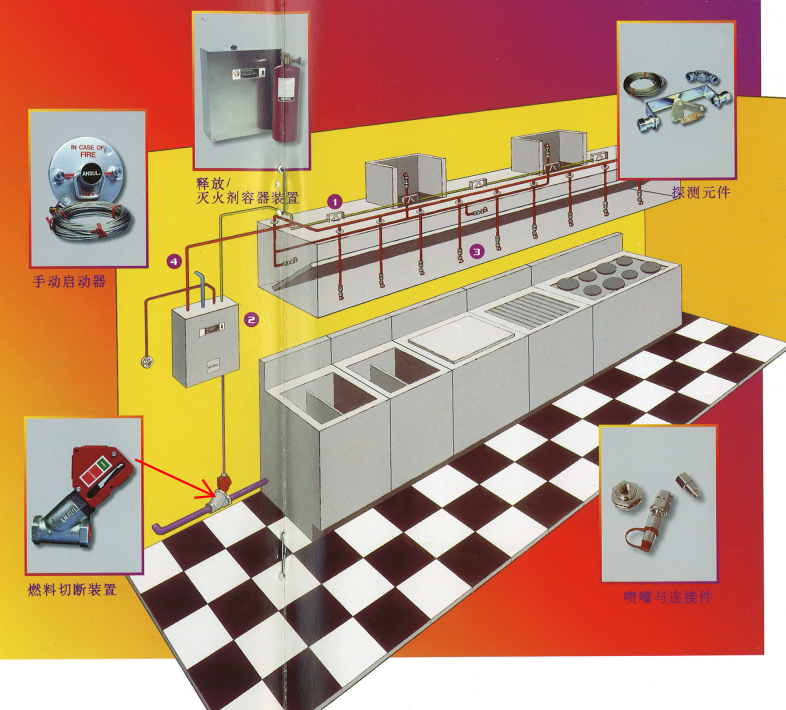 释放/
灭火剂容器装置
IN CASE OF
FIRE
ANSUL
手动启动器
探测元件
1
4
3
2
燃料切断装置
喷嘴与连接件